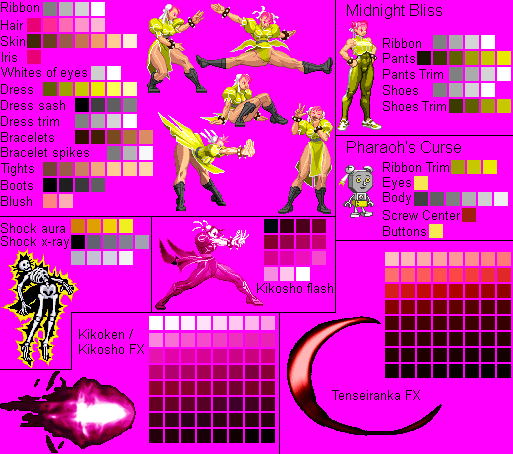 Ribbon
Hair
Skin
Iris
Whites of eyes
Dress
Dress sash
Dress trim
Bracelets
Bracelet spikes
Tights
Boots
Blush
Midnight Bliss
Ribbon
Pants
Pants Trim
Shoes
Shoes Trim
Pharaoh's Curse
Ribbon Trim
Eyes
Body
Screw Center
Buttons
Shock aura
Shock x-ray
Kikosho flash
Kikoken /
Kikosho FX
Tenseiranka FX